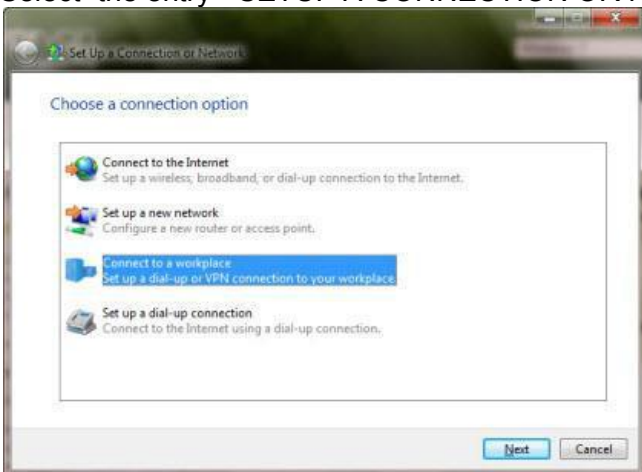 Set Up a Connection or Network
Choose a connection option
Connect to the Internet
Set up a wireless, broadband, or dial-up connection to the Internet.
Set up a new network
Configure a new router or access point.
Connect to a workplace
Set up a dial-up or VPN connection to your workplace.
Set up a dial-up connection
Connect to the Internet using a dial-up connection.
Next Cancel